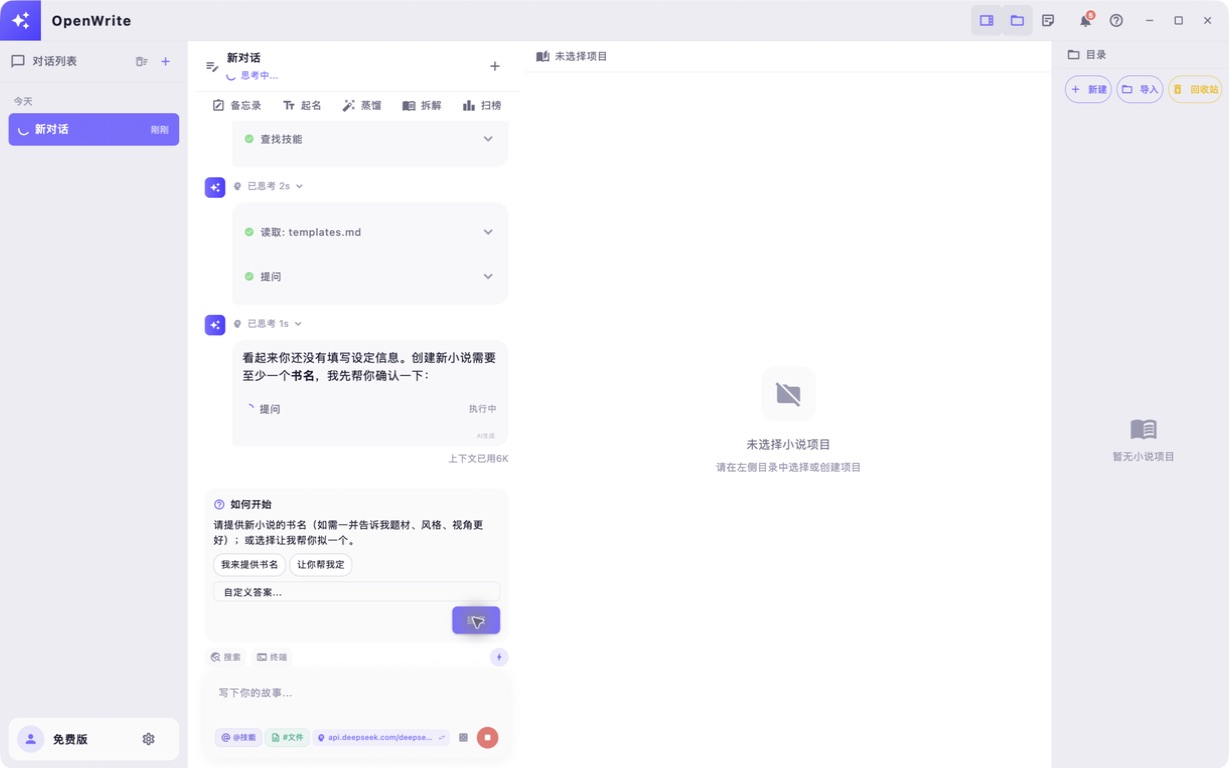 OpenWrite
6
对话列表
今天
新对话
刚刚
免费版
新对话
思考中...
备忘录
起名
蒸馏
拆解
扫榜
查找技能
已思考 2s
读取: templates.md
提问
已思考 1s
看起来你还没有填写设定信息。创建新小说需要
至少一个书名，我先帮你确认一下：
提问
执行中
AI生成
上下文已用6K
如何开始
请提供新小说的书名（如需一并告诉我题材、风格、视角更
好）；或选择让我帮你拟一个。
我来提供书名
让你帮我定
自定义答案...
搜索
终端
写下你的故事...
@技能
#文件
api.deepseek.com/deepse...
未选择项目
未选择小说项目
请在左侧目录中选择或创建项目
目录
新建
导入
回收站
暂无小说项目